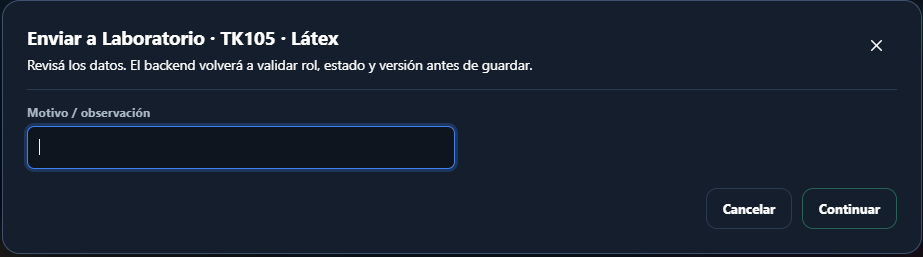 Enviar a Laboratorio · TK105 · Látex
Revisá los datos. El backend volverá a validar rol, estado y versión antes de guardar.
Motivo / observación
Cancelar
Continuar